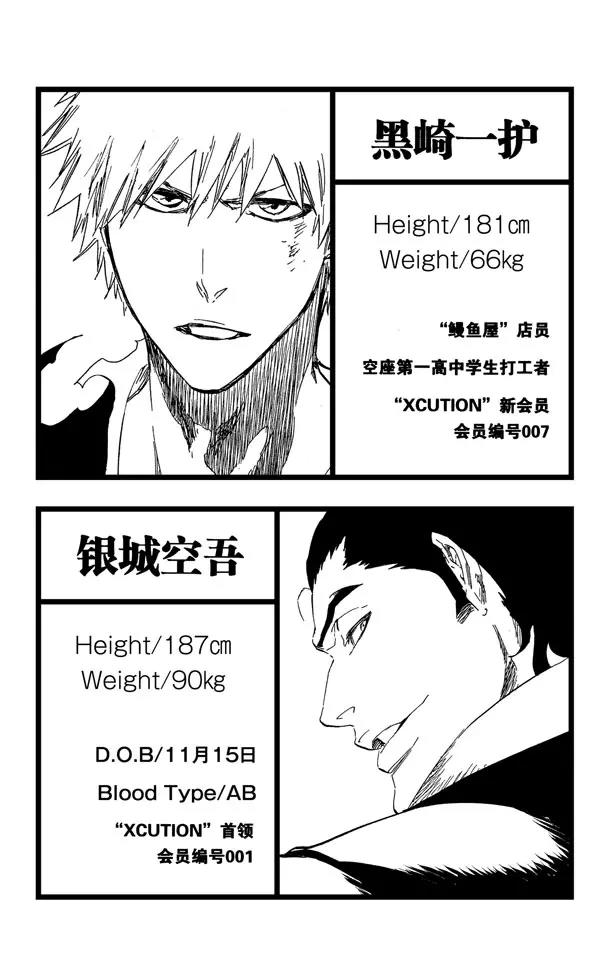 黑崎一护
Height/181㎝
Weight/66㎏
“鳗鱼屋”店员
空座第一高中学生打工者
“XCUTION”新会员
会员编号007
银城空吾
Height/187㎝
Weight/90㎏
D.O.B/11月15日
Blood Type/AB
“XCUTION”首领
会员编号001